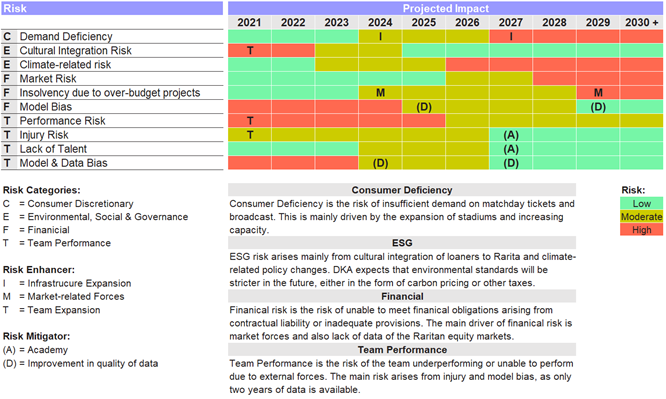 Risk Projected Impact
2021 2022 2023 2024 2025 2026 2027 2028 2029 2030 +
C Demand Deficiency I I
E Cultural Integration Risk T
E Climate-related risk
F Market Risk
F Insolvency due to over-budget projects M M
F Model Bias (D) (D)
T Performance Risk T
T Injury Risk T (A)
T Lack of Talent (A)
T Model & Data Bias (D) (D)
Risk Categories:
C = Consumer Discretionary
E = Environmental, Social & Governance
F = Financial
T = Team Performance
Risk Enhancer:
I = Infrastrucure Expansion
M = Market-related Forces
T = Team Expansion
Risk Mitigator:
(A) = Academy
(D) = Improvement in quality of data
Consumer Deficiency
Consumer Deficiency is the risk of insufficient demand on matchday tickets and
broadcast. This is mainly driven by the expansion of stadiums and increasing
capacity.
ESG
ESG risk arises mainly from cultural integration of loaners to Rarita and climate-
related policy changes. DKA expects that environmental standards will be
stricter in the future, either in the form of carbon pricing or other taxes.
Financial
Finanical risk is the risk of unable to meet finanical obligations arising from
contractual liability or inadequate provisions. The main driver of finanical risk is
market forces and also lack of data of the Raritan equity markets.
Team Performance
Team Performance is the risk of the team underperforming or unable to perform
due to external forces. The main risk arises from injury and model bias, as only
two years of data is available.
Risk:
Low
Moderate
High